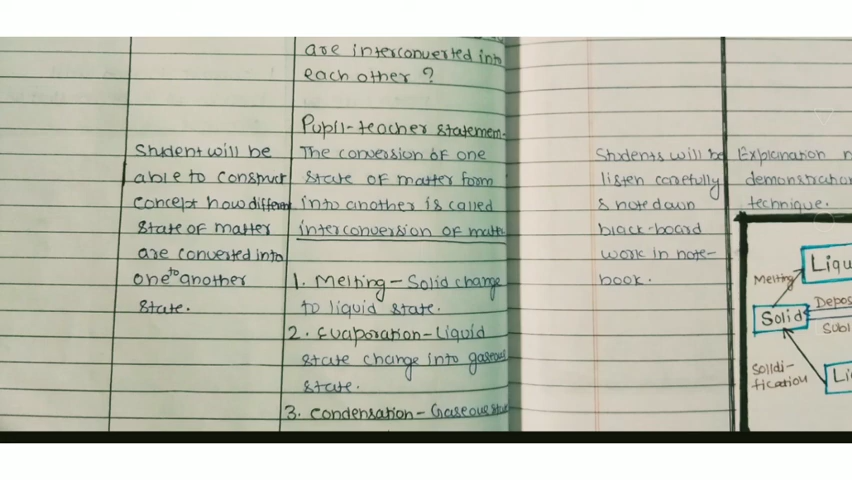 are interconverted into
each other ?
Pupil-teacher statement-
The conversion of one
state of matter form
into another is called
interconversion of matter
1. Melting - Solid change
to liquid state.
2. Evaporation - Liquid
state change into gaseous
state.
3. Condensation - Gaseous
Student will be
able to construct
concept how different
state of matter
are converted into
one to another
state.
Students will be
listen carefully
& note down
black-board
work in note-
book.
Explaination
demonstration
technique.
Melting
Liqu
Solid
Depos
Subl
Solidi-
fication
Li